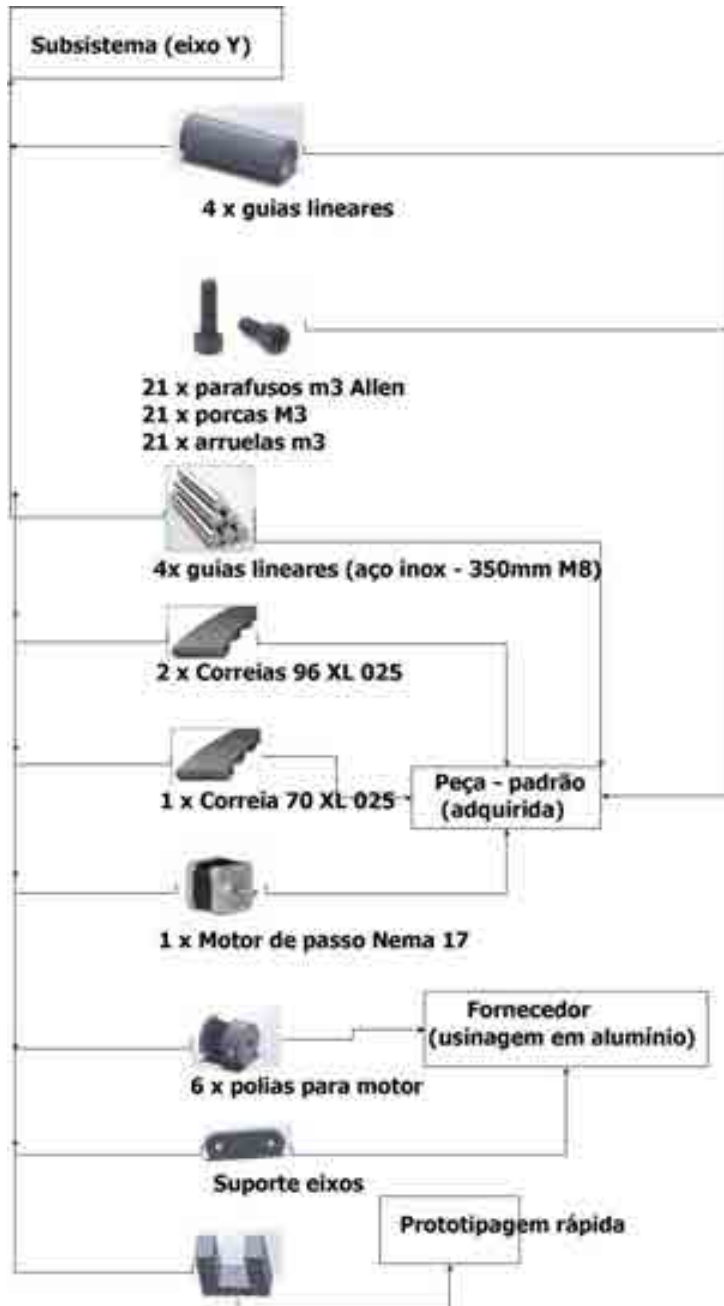 Subsistema (eixo Y)
4 x guias lineares
21 x parafusos m3 Allen
21 x porcas M3
21 x arruelas m3
4x guias lineares (aço inox - 350mm M8)
2 x Correias 96 XL 025
1 x Correia 70 XL 025
Peça - padrão
(adquirida)
1 x Motor de passo Nema 17
Fornecedor
(usinagem em alumínio)
6 x polias para motor
Suporte eixos
Prototipagem rápida